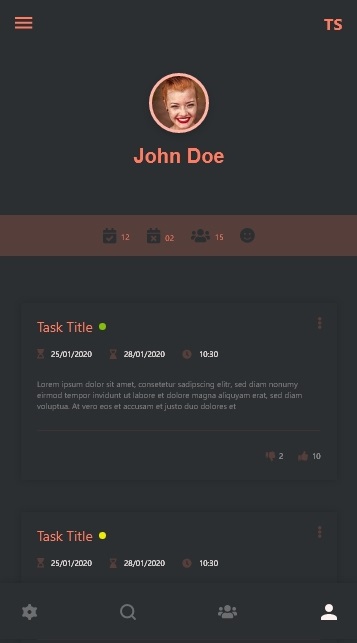 TS
John Doe
12 02 15
Task Title
25/01/2020 28/01/2020 10:30
Lorem ipsum dolor sit amet, consetetur sadipscing elitr, sed diam nonumy
eirmod tempor invidunt ut labore et dolore magna aliquyam erat, sed diam
voluptua. At vero eos et accusam et justo duo dolores et
2 10
Task Title
25/01/2020 28/01/2020 10:30